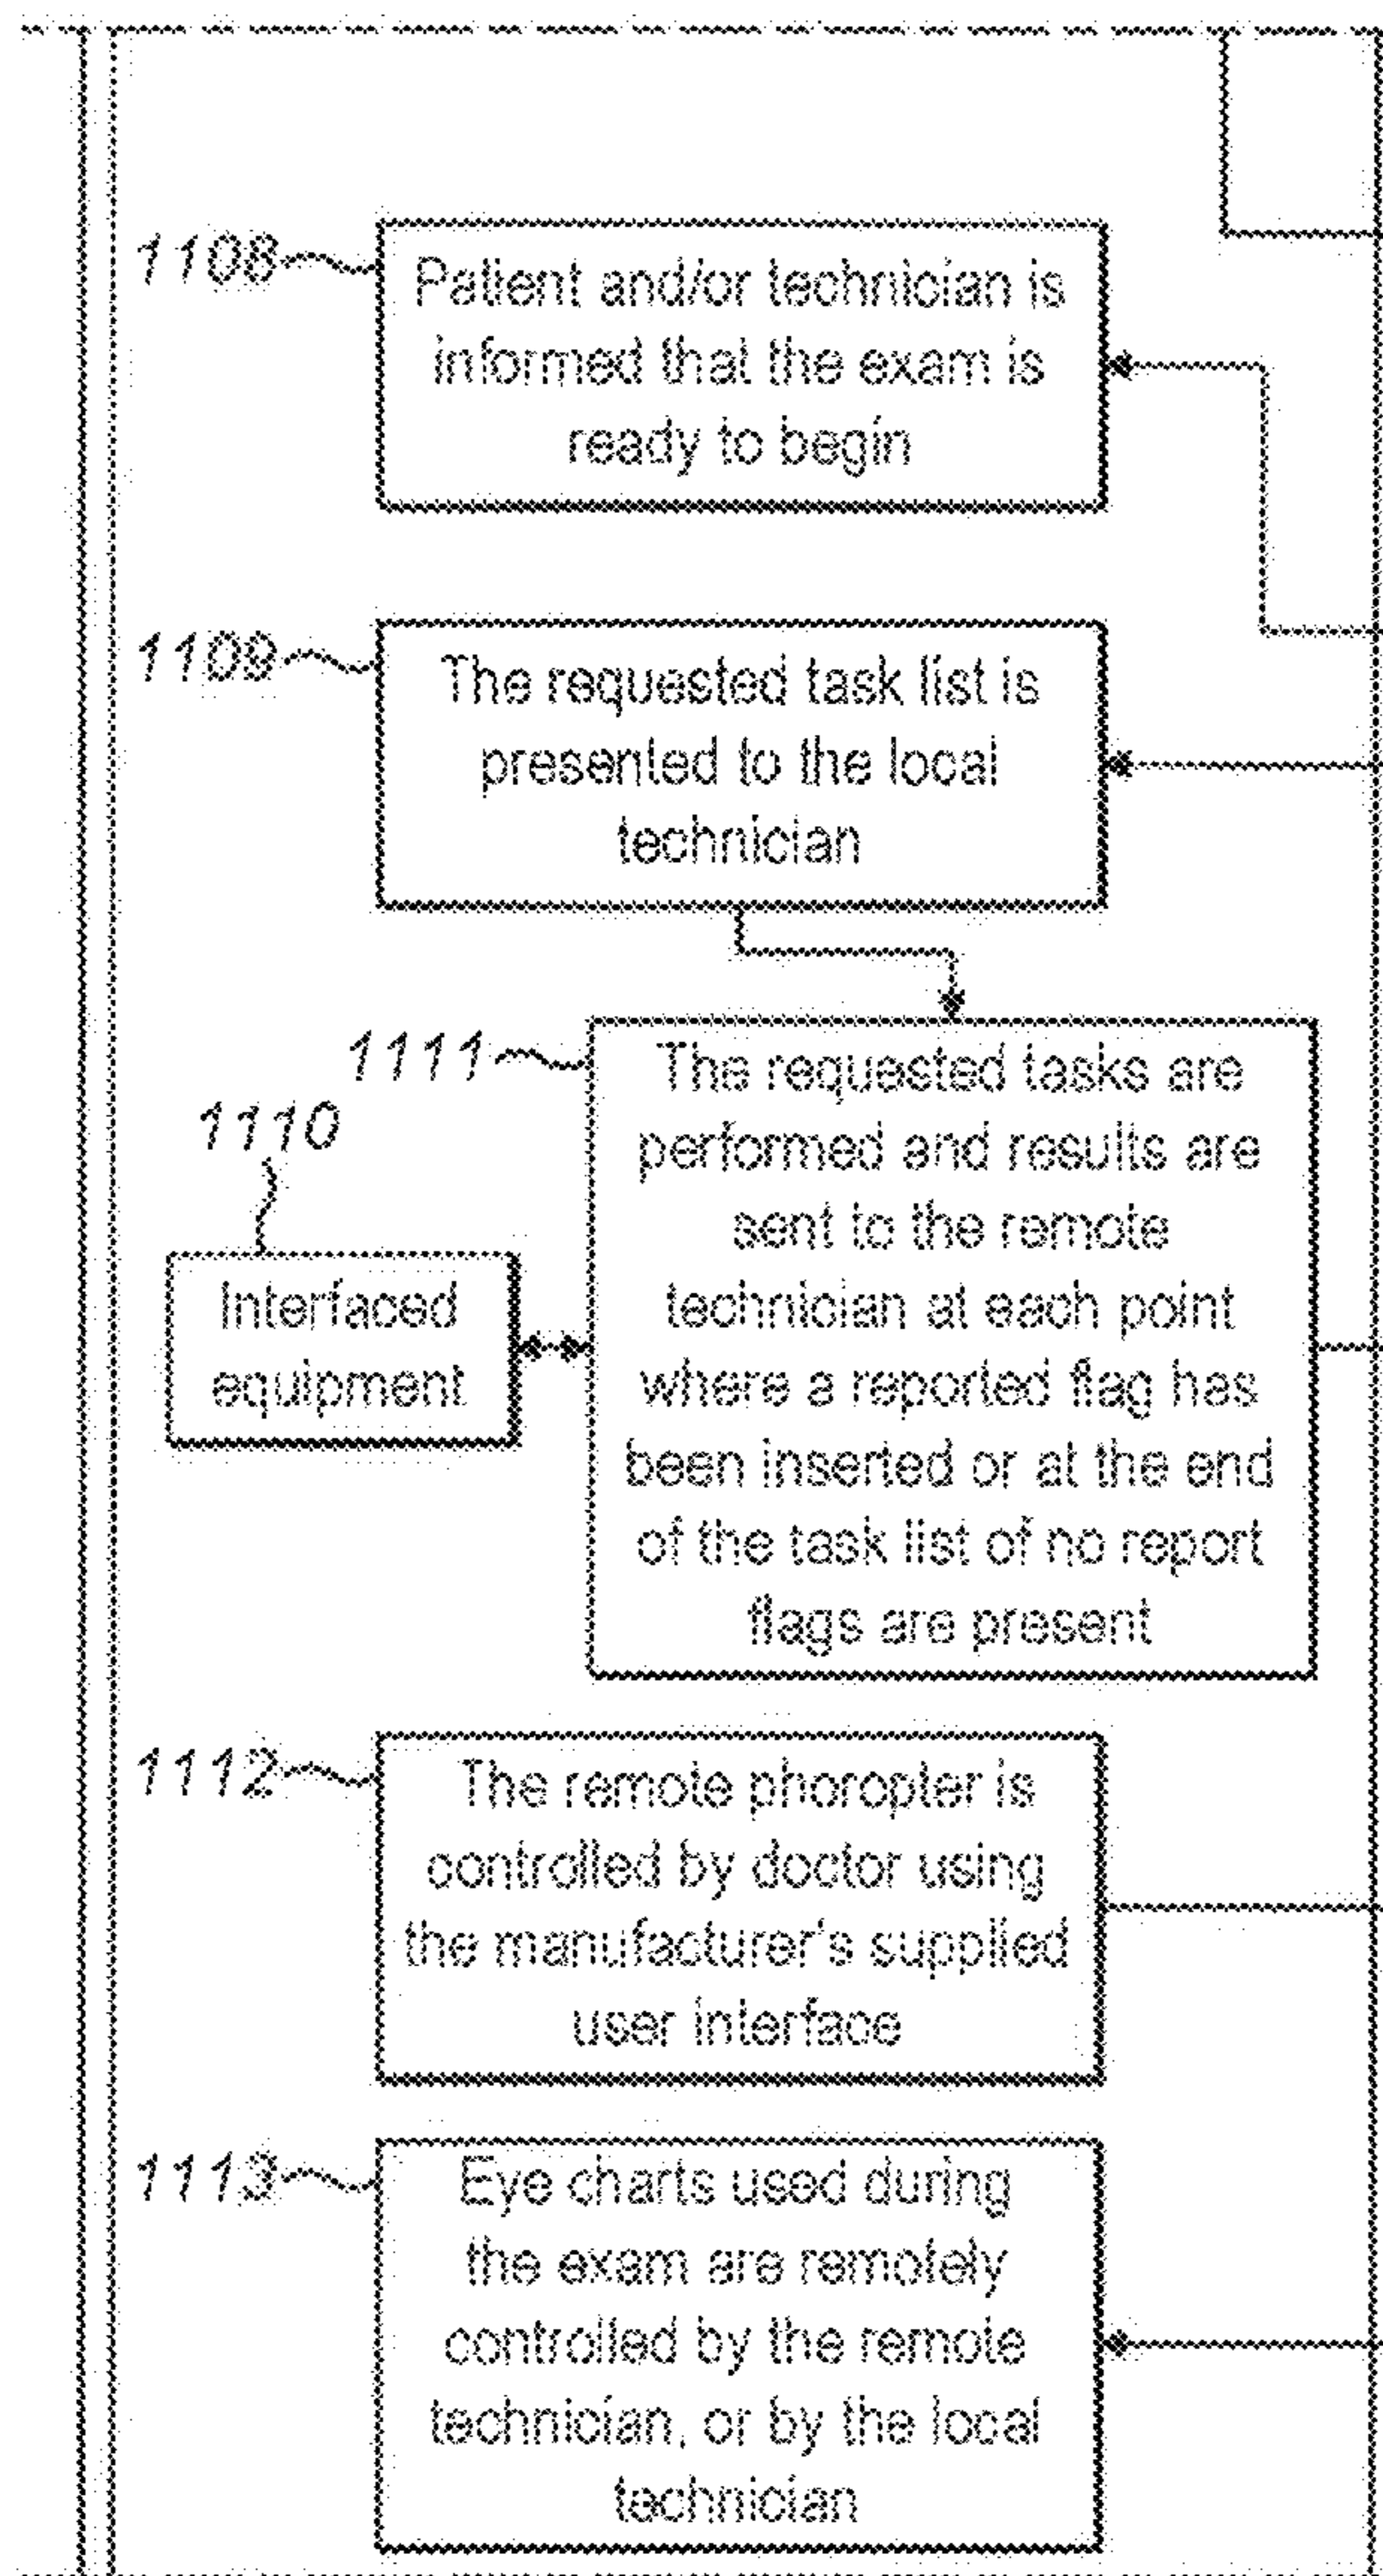 1108
Patient and/or technician is
informed that the exam is
ready to begin
1109
The requested task list is
presented to the local
technician
1111
The requested tasks are
performed and results are
sent to the remote
technician at each point
where a reported flag has
been inserted or at the end
of the task list of no report
flags are present
1110
Interfaced
equipment
1112
The remote phoropter is
controlled by doctor using
the manufacturer's supplied
user interface
1113
Eye charts used during
the exam are remotely
controlled by the remote
technician, or by the local
technician